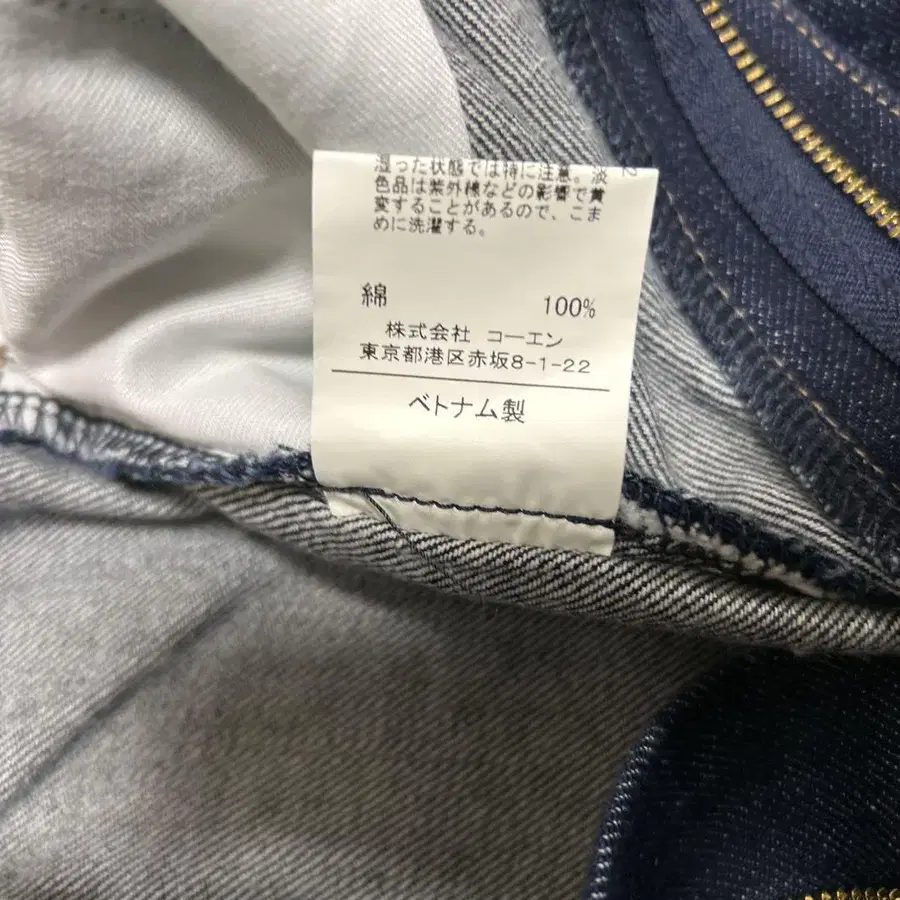 湿った状態では特に注意。淡
色品は紫外線などの影響で黄
変することがあるので、こま
めに洗濯する。
綿 100%
株式会社 コーエン
東京都港区赤坂8-1-22
ベトナム製